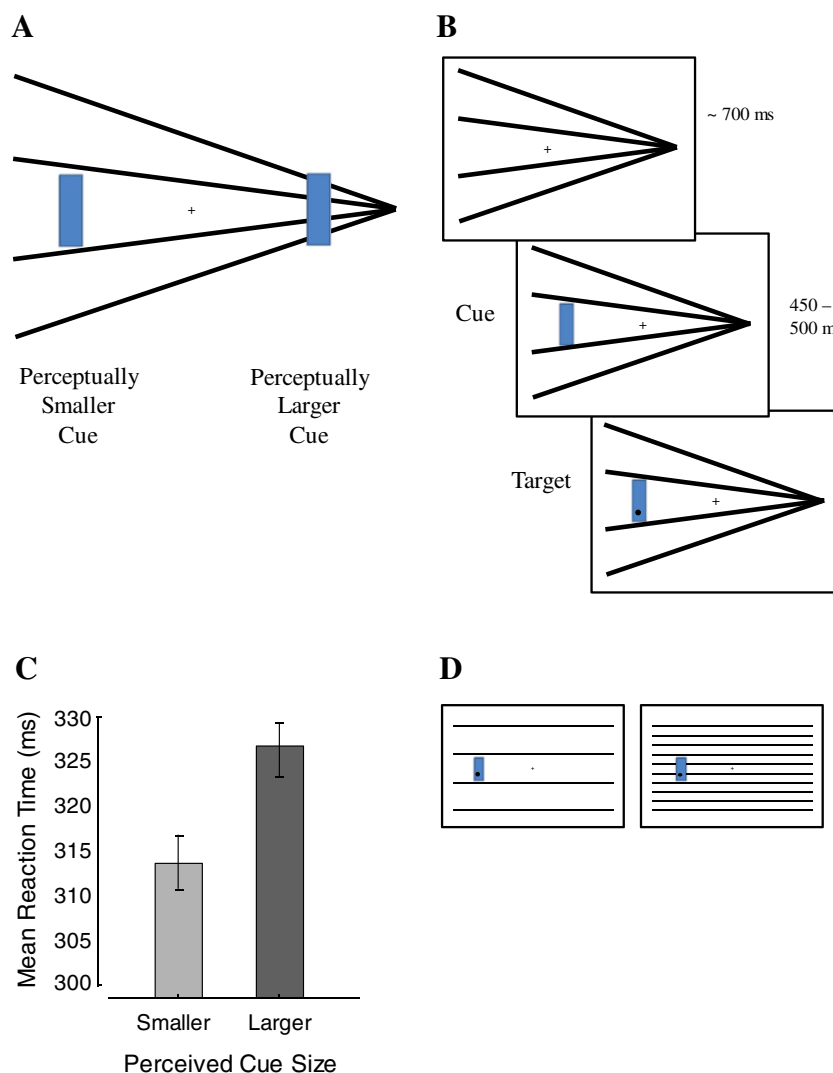 A
B
~ 700 ms
Cue
450 –
500 m
Perceptually
Smaller
Cue
Perceptually
Larger
Cue
Target
C
D
Mean Reaction Time (ms)
330
325
320
315
310
305
300
Smaller
Larger
Perceived Cue Size